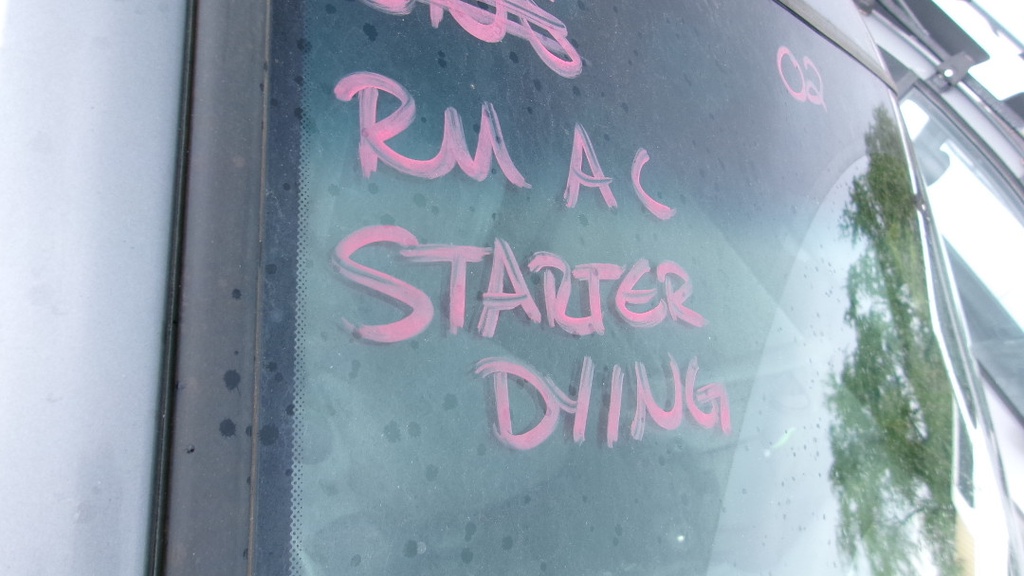 02
RM AC
STARTER
DYING